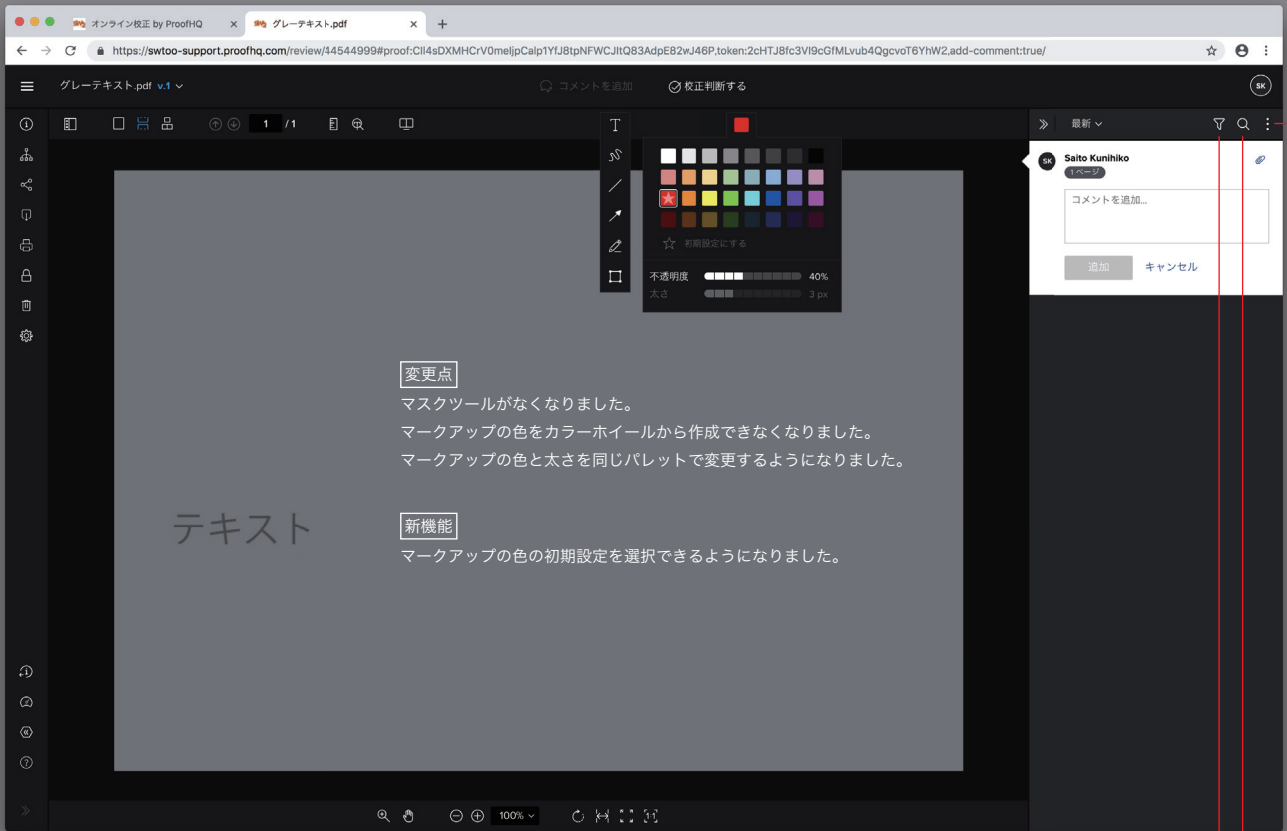 オンライン校正 by ProofHQ
グレーテキスト.pdf
https://swtoo-support.proofhq.com/review/44544999#proof:CIl4sDXMHCrV0meljpCalp1YfJ8tpNFWCJltQ83AdpE82wJ46P,token:2cHTJ8fc3VI9cGfMLvub4QgcvoT6YhW2,add-comment:true/
グレーテキスト.pdf v.1
コメントを追加
校正判断する
SK
1 /1
T
最新
SK
Saito Kunihiko
1 ページ
コメントを追加...
追加
キャンセル
初期設定にする
不透明度 40%
太さ 3 px
変更点
マスクツールがなくなりました。
マークアップの色をカラーホイールから作成できなくなりました。
マークアップの色と太さを同じパレットで変更するようになりました。
テキスト
新機能
マークアップの色の初期設定を選択できるようになりました。
100%
1:1